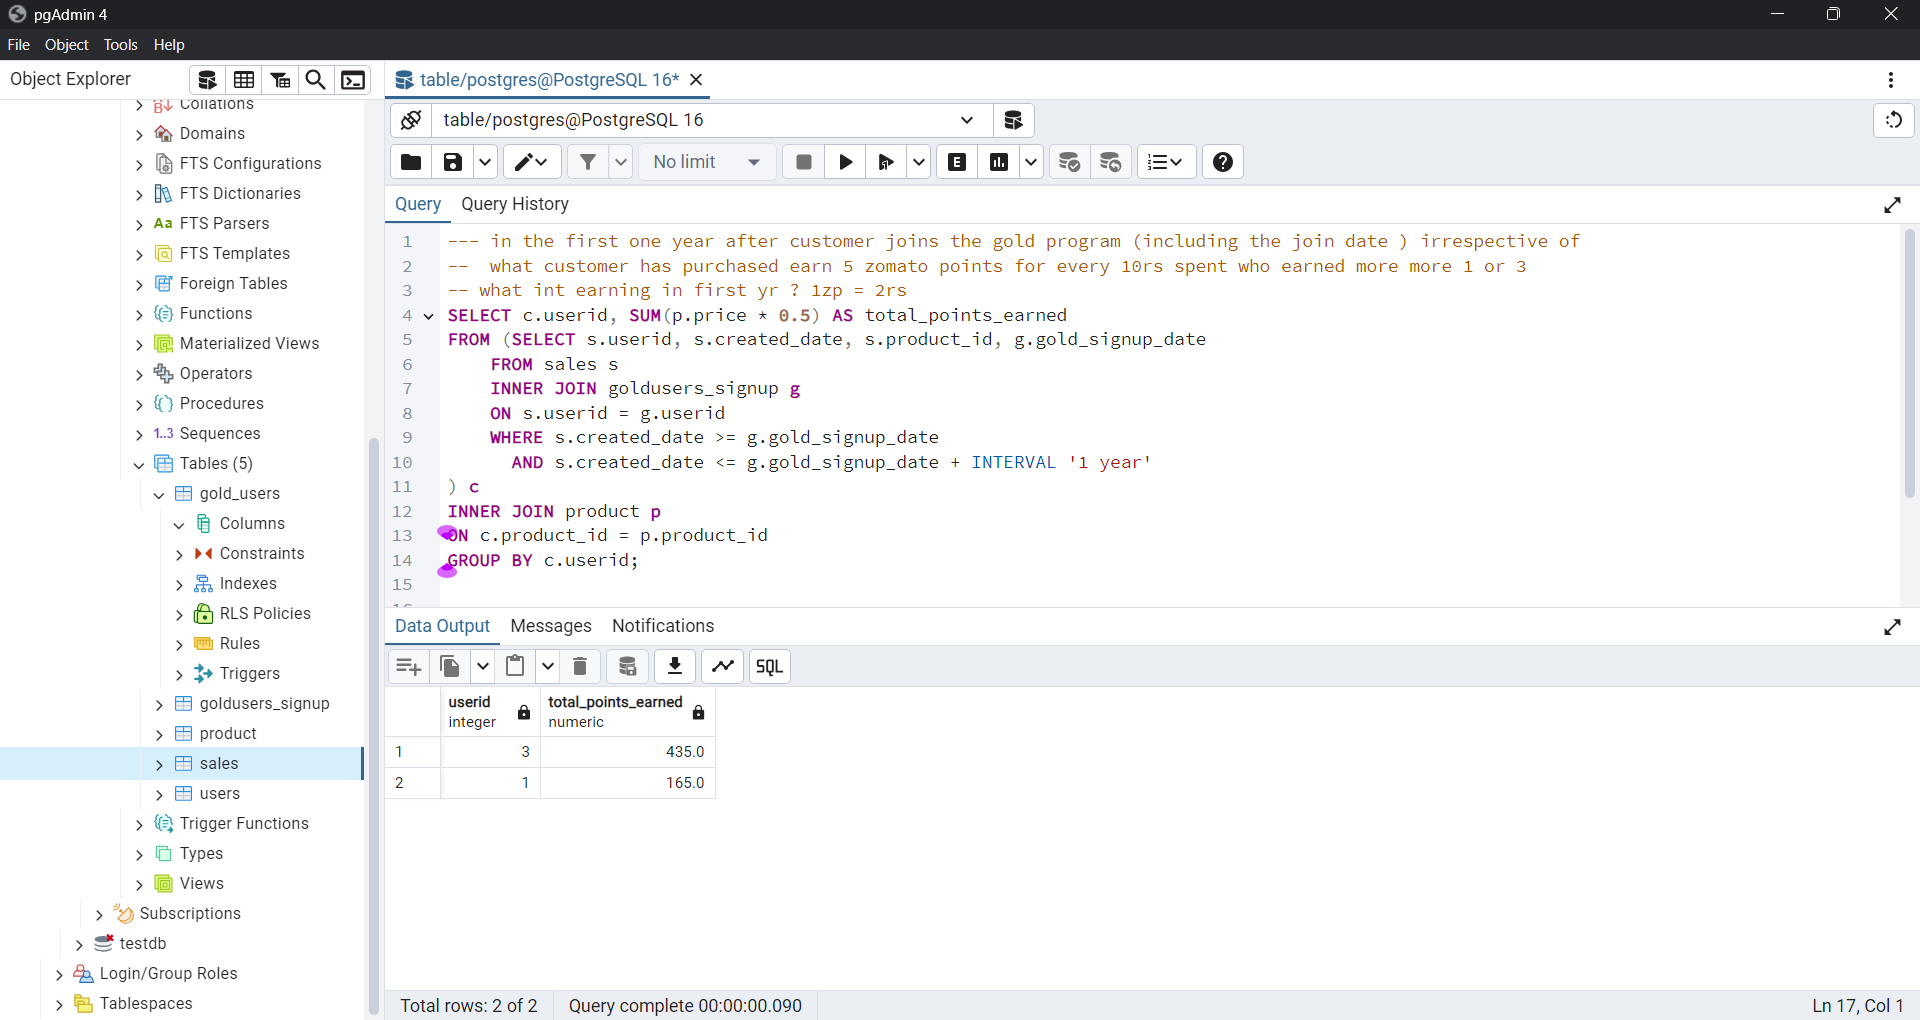 pgAdmin 4
File Object Tools Help
Object Explorer
table/postgres@PostgreSQL 16*
Collations
Domains
FTS Configurations
FTS Dictionaries
Aa FTS Parsers
FTS Templates
Foreign Tables
Functions
Materialized Views
Operators
Procedures
1..3 Sequences
Tables (5)
gold_users
Columns
Constraints
Indexes
RLS Policies
Rules
Triggers
goldusers_signup
product
sales
users
Trigger Functions
Types
Views
Subscriptions
testdb
Login/Group Roles
Tablespaces
table/postgres@PostgreSQL 16
No limit
E
Query Query History
1 --- in the first one year after customer joins the gold program (including the join date ) irrespective of
2 --  what customer has purchased earn 5 zomato points for every 10rs spent who earned more more 1 or 3
3 -- what int earning in first yr ? 1zp = 2rs
4 SELECT c.userid, SUM(p.price * 0.5) AS total_points_earned
5 FROM (SELECT s.userid, s.created_date, s.product_id, g.gold_signup_date
6 FROM sales s
7 INNER JOIN goldusers_signup g
8 ON s.userid = g.userid
9 WHERE s.created_date >= g.gold_signup_date
10 AND s.created_date <= g.gold_signup_date + INTERVAL '1 year'
11 ) c
12 INNER JOIN product p
13 ON c.product_id = p.product_id
14 GROUP BY c.userid;
15
16
Data Output Messages Notifications
SQL
userid integer total_points_earned numeric
1 3 435.0
2 1 165.0
Total rows: 2 of 2 Query complete 00:00:00.090 Ln 17, Col 1